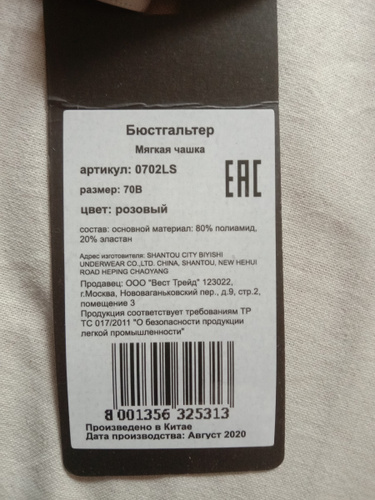 Бюстгальтер
Мягкая чашка
артикул: 0702LS
размер: 70B
цвет: розовый
EAC
состав: основной материал: 80% полиамид,
20% эластан
Адрес изготовителя: SHANTOU CITY BIYISHI
UNDERWEAR CO.,LTD. CHINA, SHANTOU, NEW HEHUI
ROAD HEPING CHAOYANG
Продавец: ООО "Вест Трейд" 123022,
г.Москва, Нововаганьковский пер., д.9, стр.2,
помещение 3
Продукция соответствует требованиям ТР
ТС 017/2011 "О безопасности продукции
легкой промышленности"
8 001356 325313
Произведено в Китае
Дата производства: Август 2020